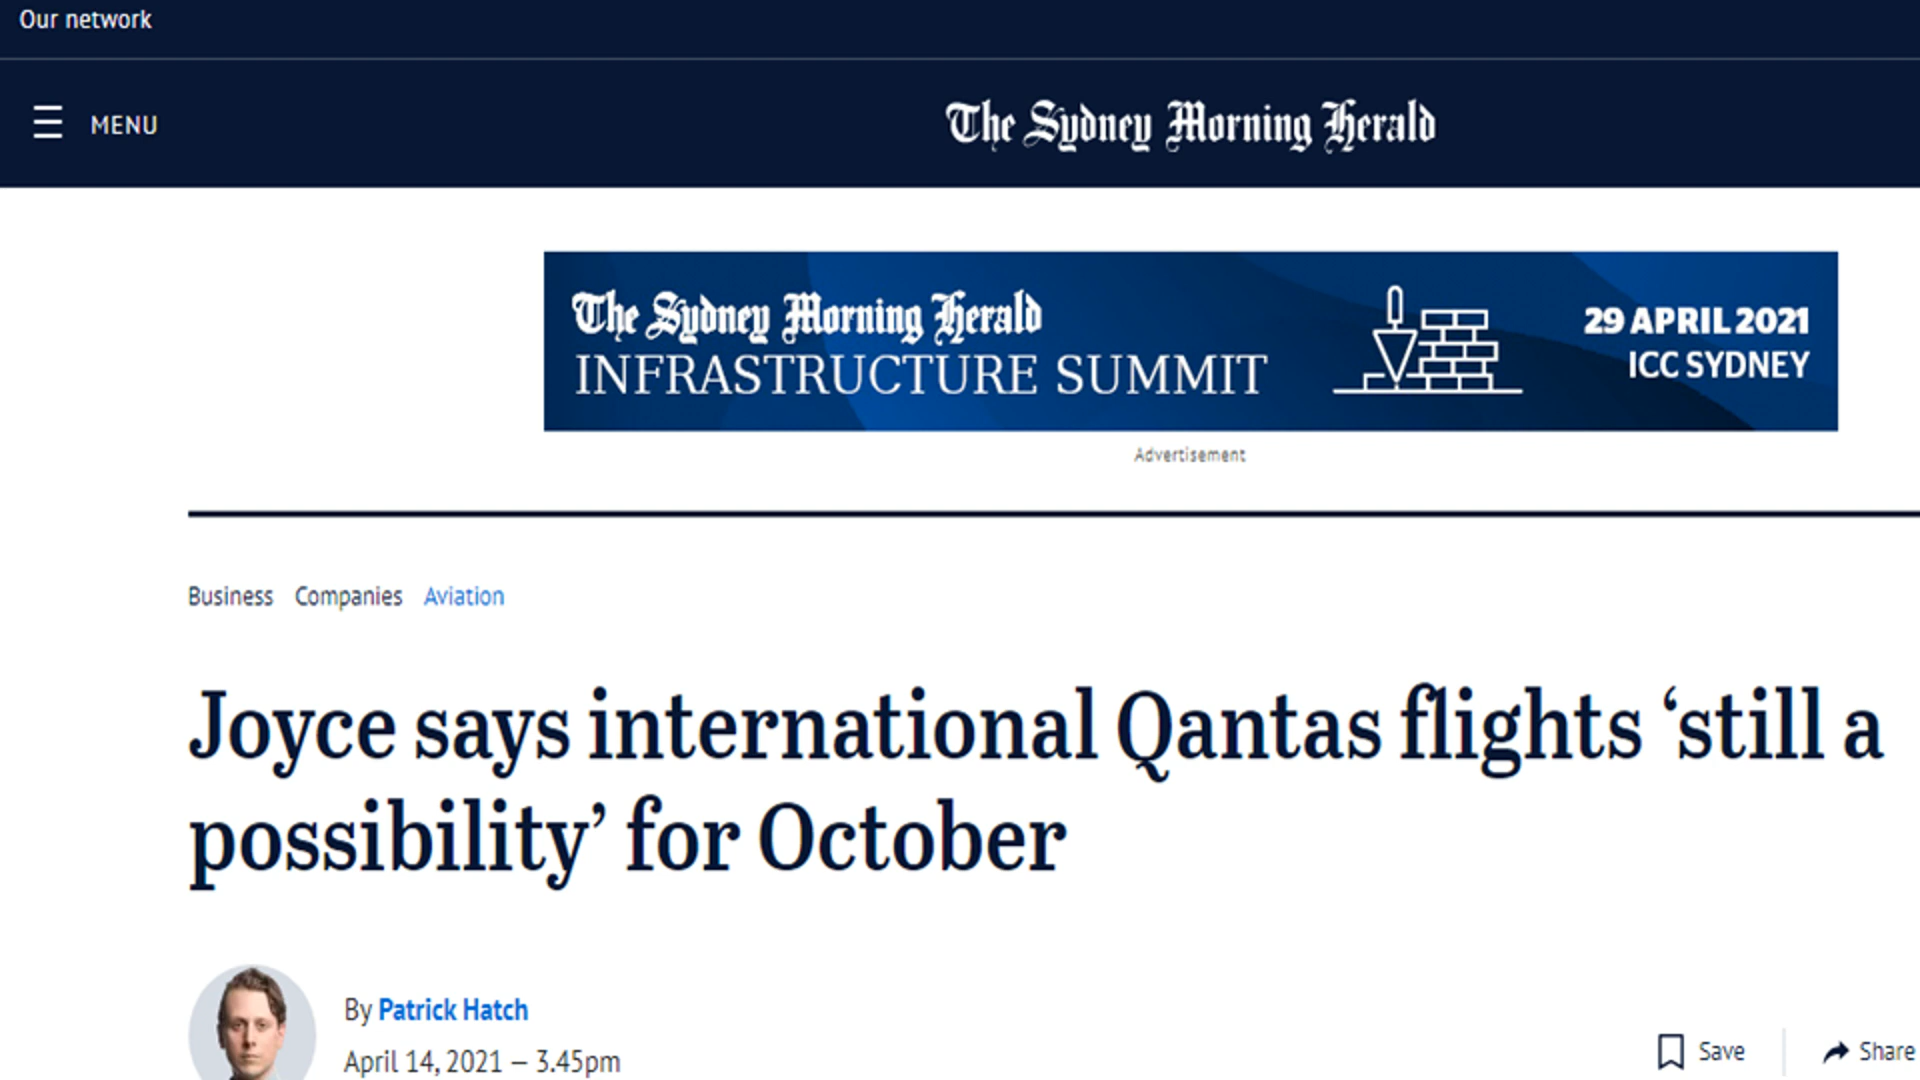 Our network
MENU
The Sydney Morning Herald
The Sydney Morning Herald
INFRASTRUCTURE SUMMIT
29 APRIL 2021
ICC SYDNEY
Advertisement
Business Companies Aviation
Joyce says international Qantas flights ‘still a
possibility’ for October
By Patrick Hatch
April 14, 2021 — 3.45pm
Save
Share